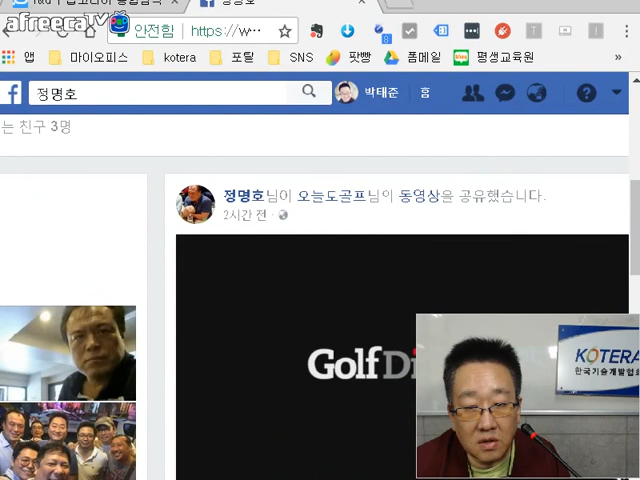 afreecaTV
안전함 https://w...
앱 마이오피스 kotera 포탈 SNS 팟빵 폼메일 평생교육원 »
정명호 박태준 홈
는 친구 3명
정명호님이 오늘도골프님의 동영상을 공유했습니다.
2시간 전
Golf
KOTERA
한국기술개발협회